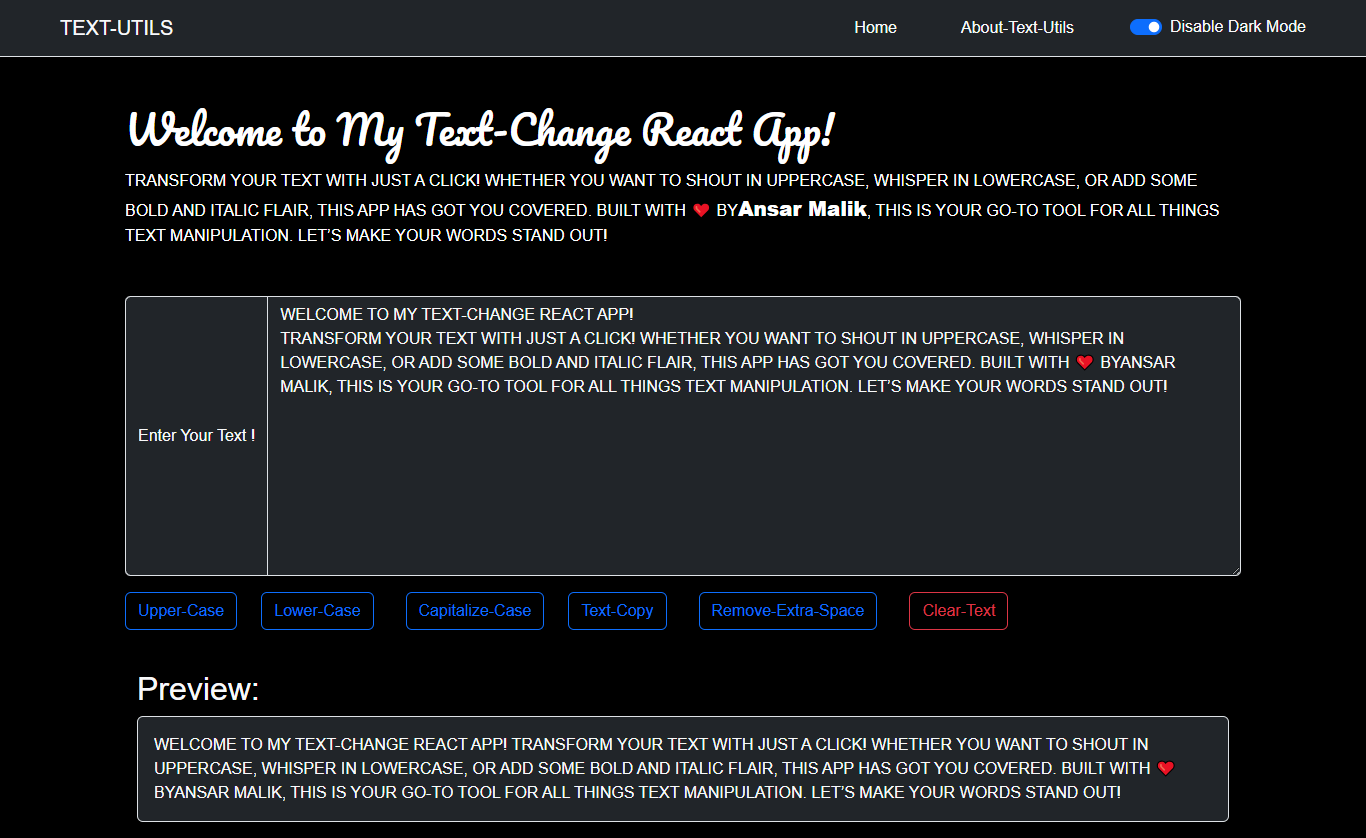 TEXT-UTILS Home About-Text-Utils Disable Dark Mode
Welcome to My Text-Change React App!
TRANSFORM YOUR TEXT WITH JUST A CLICK! WHETHER YOU WANT TO SHOUT IN UPPERCASE, WHISPER IN LOWERCASE, OR ADD SOME
BOLD AND ITALIC FLAIR, THIS APP HAS GOT YOU COVERED. BUILT WITH ❤️ BYAnsar Malik, THIS IS YOUR GO-TO TOOL FOR ALL THINGS
TEXT MANIPULATION. LET’S MAKE YOUR WORDS STAND OUT!
Enter Your Text !
WELCOME TO MY TEXT-CHANGE REACT APP!
TRANSFORM YOUR TEXT WITH JUST A CLICK! WHETHER YOU WANT TO SHOUT IN UPPERCASE, WHISPER IN
LOWERCASE, OR ADD SOME BOLD AND ITALIC FLAIR, THIS APP HAS GOT YOU COVERED. BUILT WITH ❤️ BYANSAR
MALIK, THIS IS YOUR GO-TO TOOL FOR ALL THINGS TEXT MANIPULATION. LET’S MAKE YOUR WORDS STAND OUT!
Upper-Case Lower-Case Capitalize-Case Text-Copy Remove-Extra-Space Clear-Text
Preview:
WELCOME TO MY TEXT-CHANGE REACT APP! TRANSFORM YOUR TEXT WITH JUST A CLICK! WHETHER YOU WANT TO SHOUT IN
UPPERCASE, WHISPER IN LOWERCASE, OR ADD SOME BOLD AND ITALIC FLAIR, THIS APP HAS GOT YOU COVERED. BUILT WITH ❤️
BYANSAR MALIK, THIS IS YOUR GO-TO TOOL FOR ALL THINGS TEXT MANIPULATION. LET’S MAKE YOUR WORDS STAND OUT!